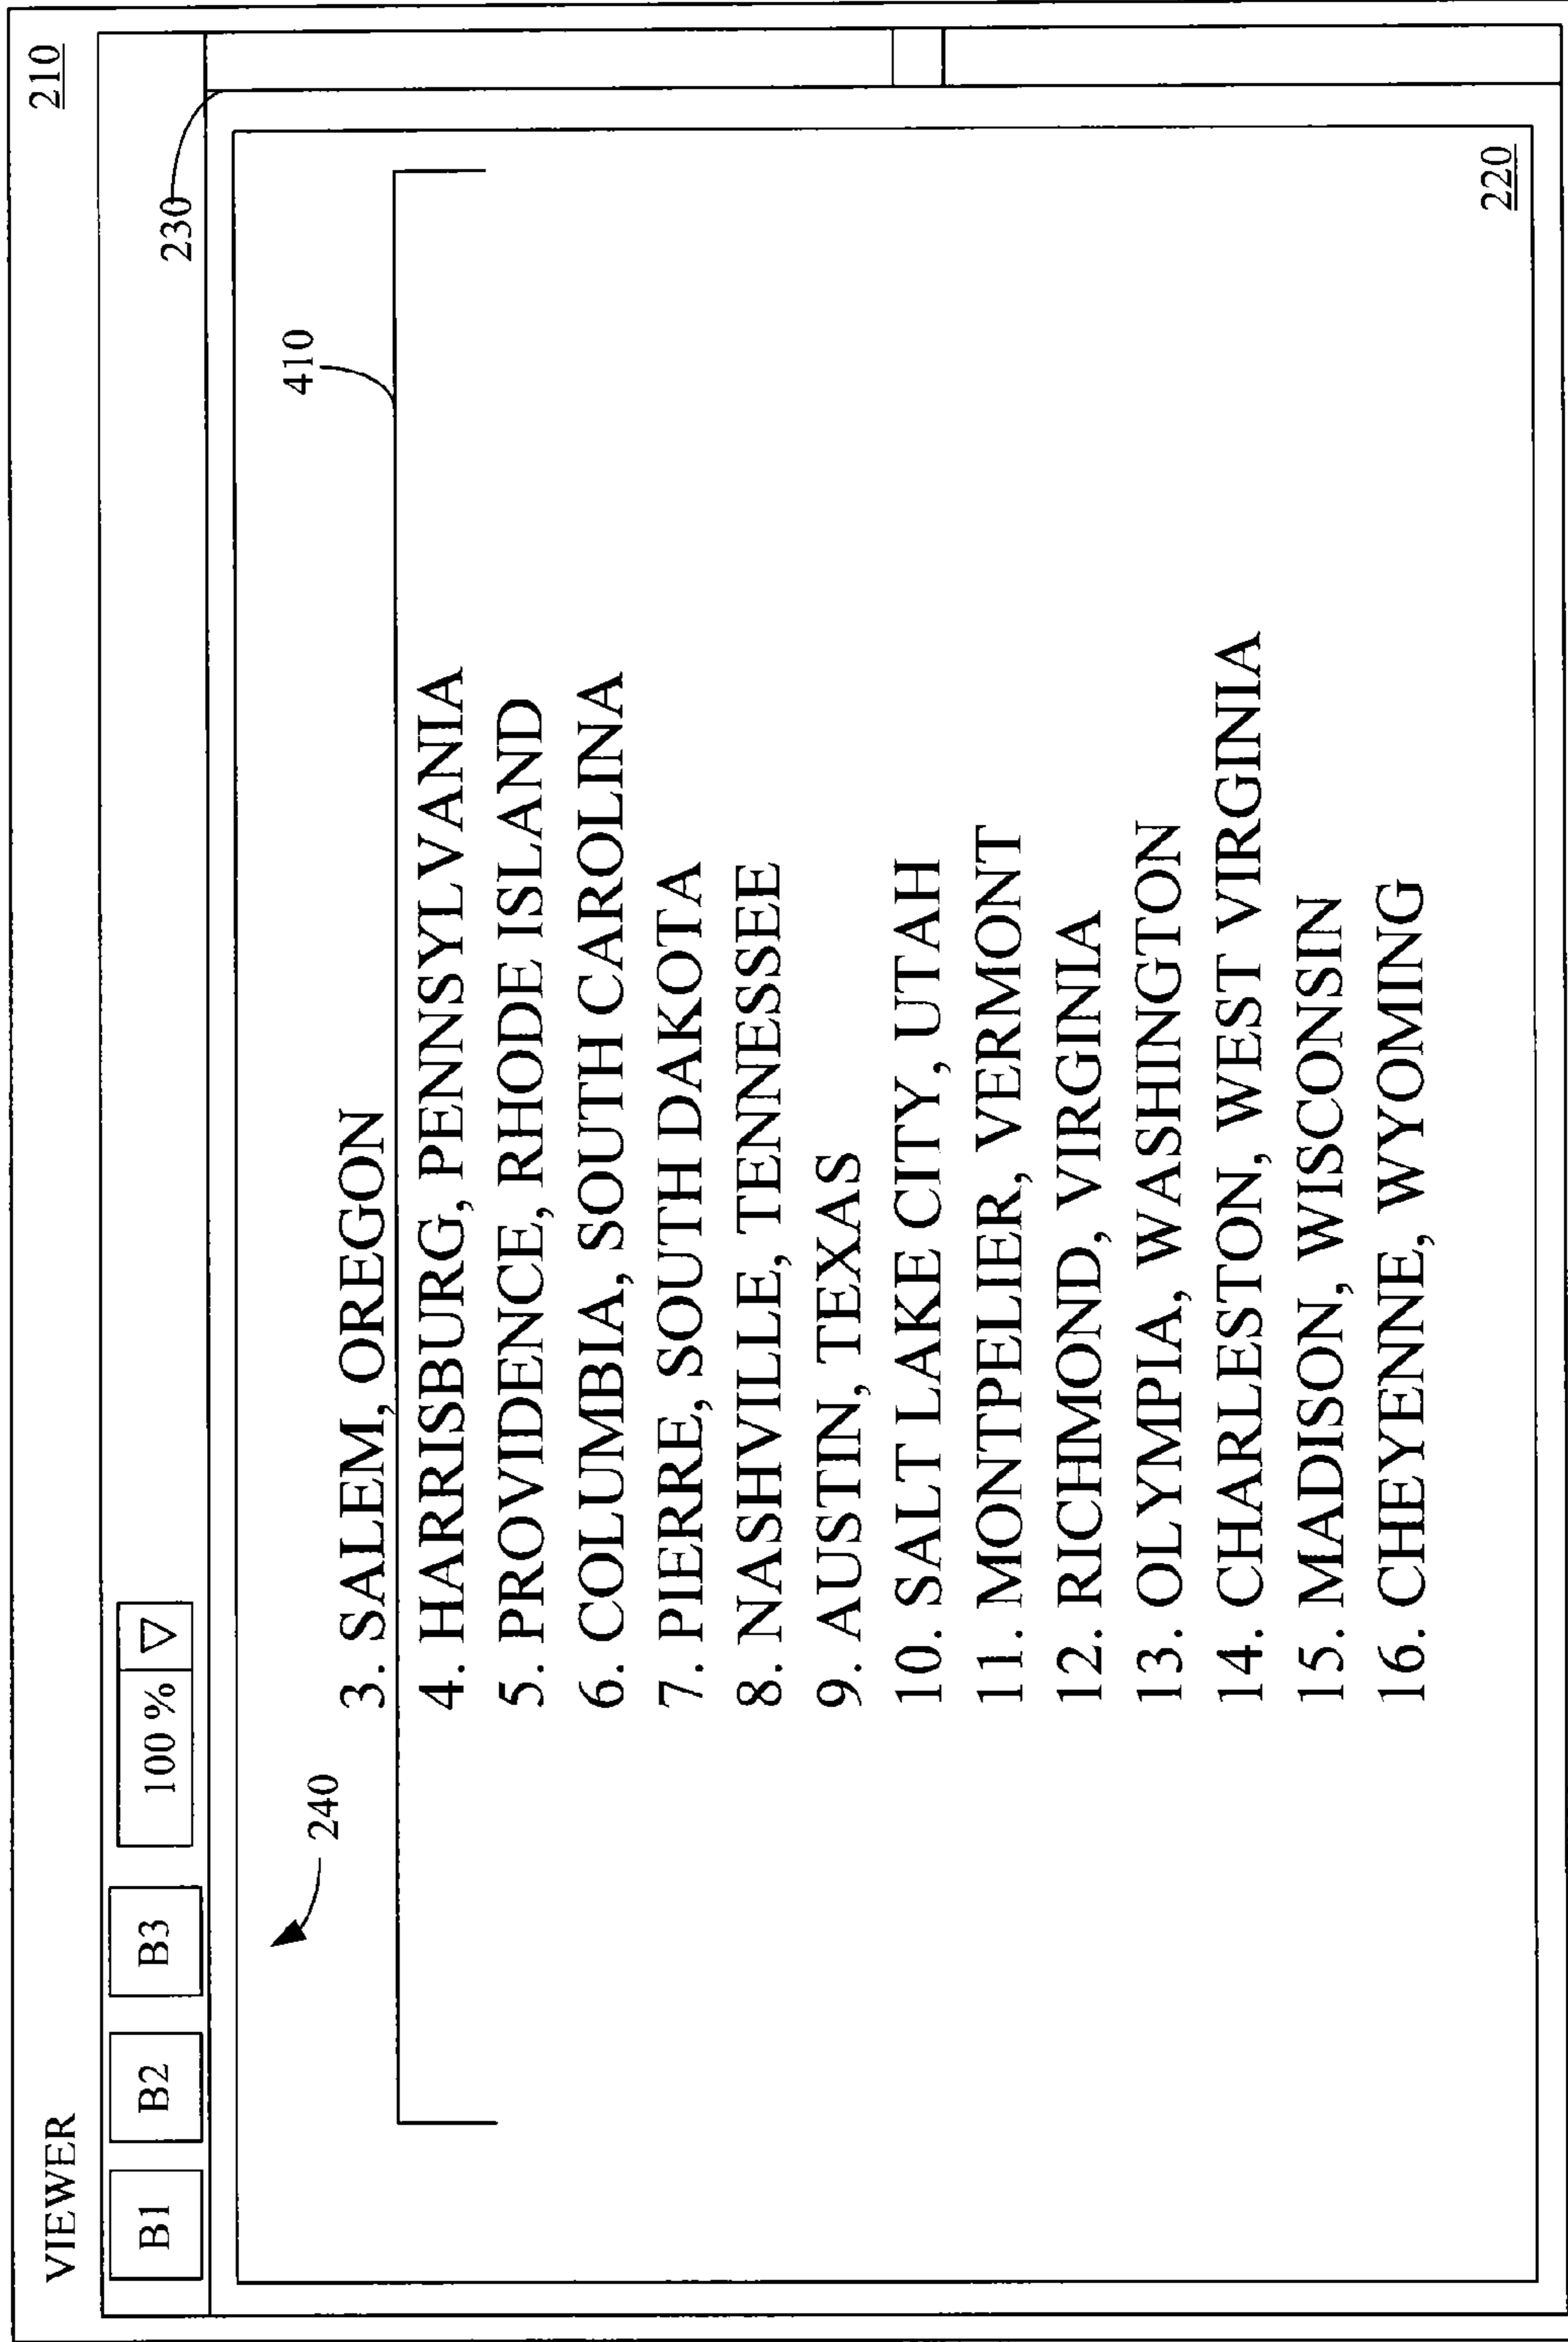 VIEWER
210
B1 B2 B3 100 %
230
240
410
3. SALEM, OREGON
4. HARRISBURG, PENNSYLVANIA
5. PROVIDENCE, RHODE ISLAND
6. COLUMBIA, SOUTH CAROLINA
7. PIERRE, SOUTH DAKOTA
8. NASHVILLE, TENNESSEE
9. AUSTIN, TEXAS
10. SALT LAKE CITY, UTAH
11. MONTPELIER, VERMONT
12. RICHMOND, VIRGINIA
13. OLYMPIA, WASHINGTON
14. CHARLESTON, WEST VIRGINIA
15. MADISON, WISCONSIN
16. CHEYENNE, WYOMING
220